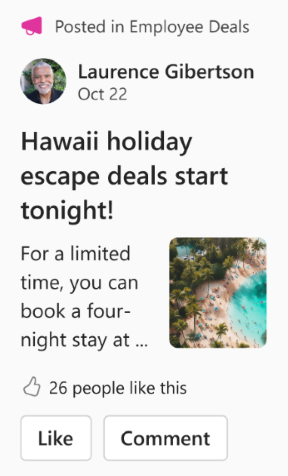 Posted in Employee Deals
Laurence Gibertson
Oct 22
Hawaii holiday
escape deals start
tonight!
For a limited
time, you can
book a four-
night stay at ...
26 people like this
Like
Comment